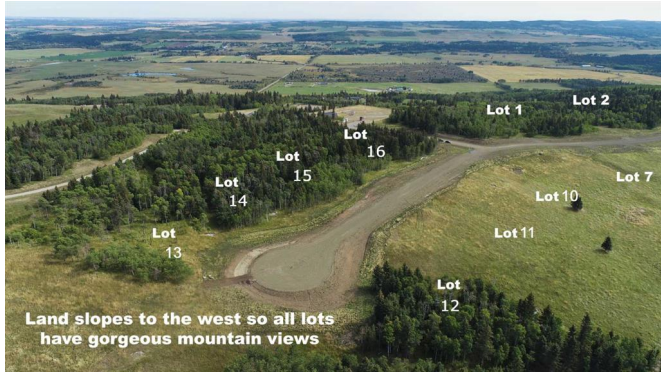 Lot 2
Lot 1
Lot
16
Lot
15
Lot 7
Lot
14
Lot 10
Lot
13
Lot 11
Lot
12
Land slopes to the west so all lots
have gorgeous mountain views